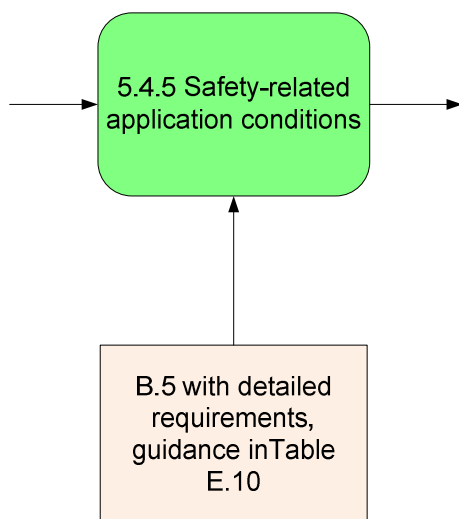 5.4.5 Safety-related
application conditions
B.5 with detailed
requirements,
guidance inTable
E.10